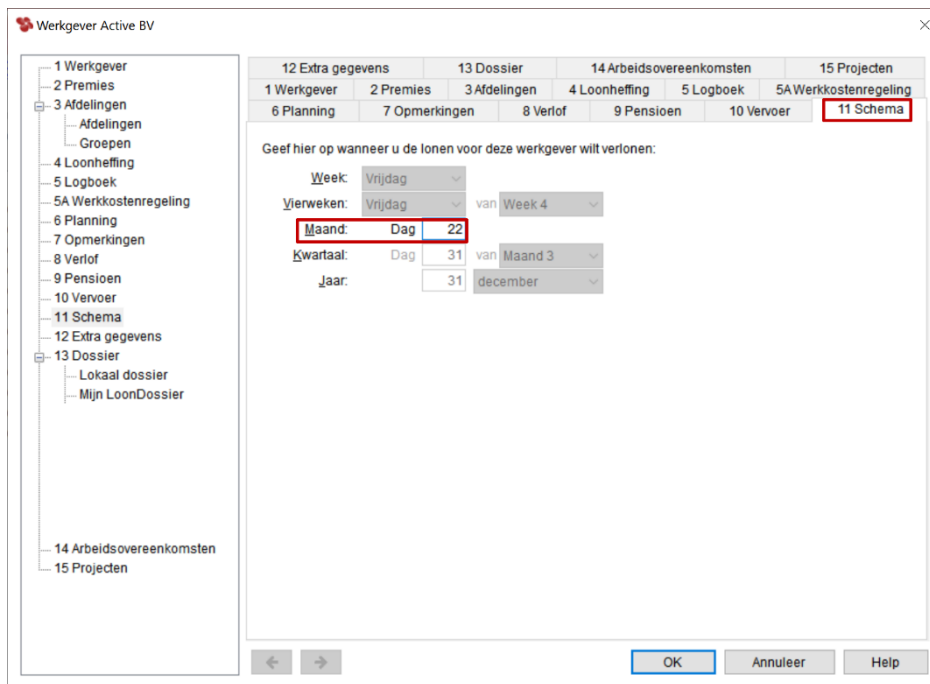 Werkgever Active BV
1 Werkgever
2 Premies
3 Afdelingen
Afdelingen
Groepen
4 Loonheffing
5 Logboek
5A Werkkostenregeling
6 Planning
7 Opmerkingen
8 Verlof
9 Pensioen
10 Vervoer
11 Schema
12 Extra gegevens
13 Dossier
Lokaal dossier
Mijn LoonDossier
14 Arbeidsovereenkomsten
15 Projecten
12 Extra gegevens 13 Dossier 14 Arbeidsovereenkomsten 15 Projecten
1 Werkgever 2 Premies 3 Afdelingen 4 Loonheffing 5 Logboek 5A Werkkostenregeling
6 Planning 7 Opmerkingen 8 Verlof 9 Pensioen 10 Vervoer 11 Schema
Geef hier op wanneer u de lonen voor deze werkgever wilt verlonen:
Week: Vrijdag
Vierweken: Vrijdag van Week 4
Maand: Dag 22
Kwartaal: Dag 31 van Maand 3
Jaar: 31 december
OK Annuleer Help